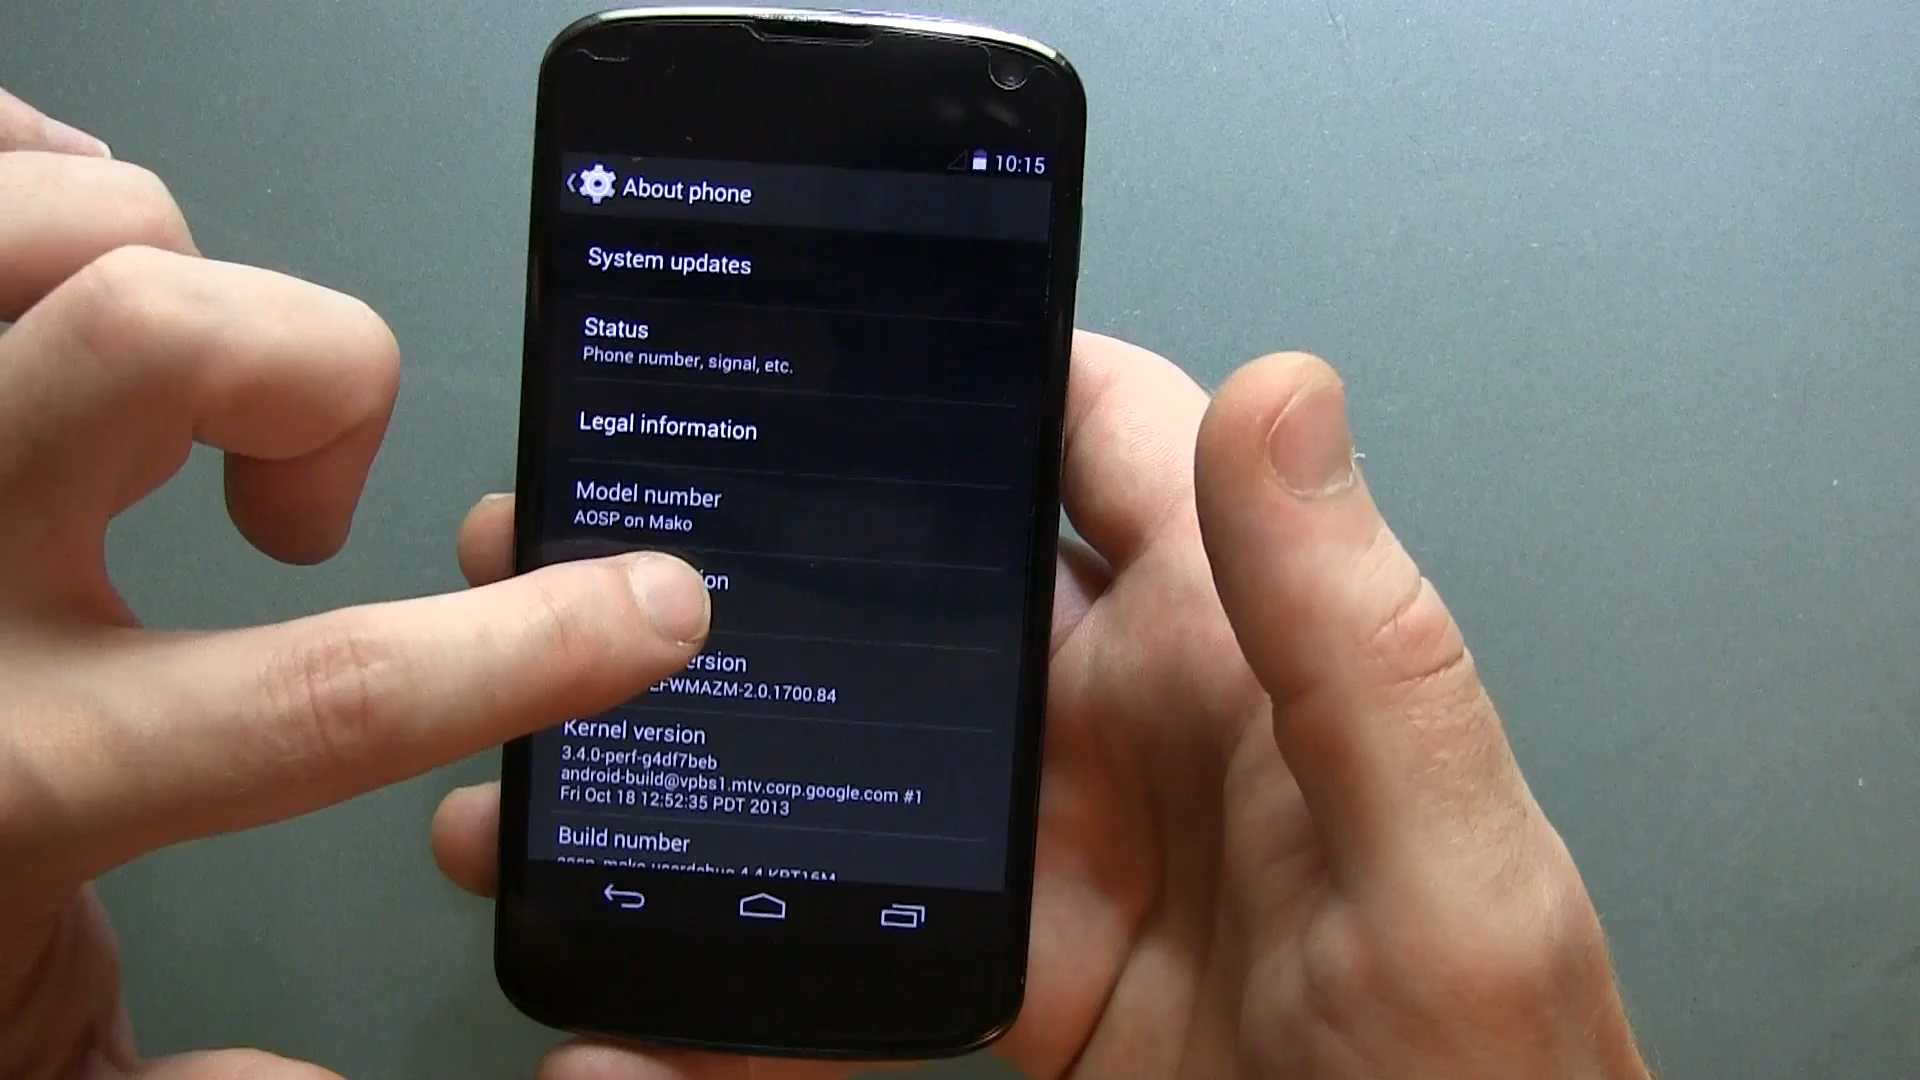 10:15
About phone
System updates
Status
Phone number, signal, etc.
Legal information
Model number
AOSP on Mako
Kernel version
3.4.0-perf-g4df7beb
android-build@vpbs1.mtv.corp.google.com #1
Fri Oct 18 12:52:35 PDT 2013
Build number